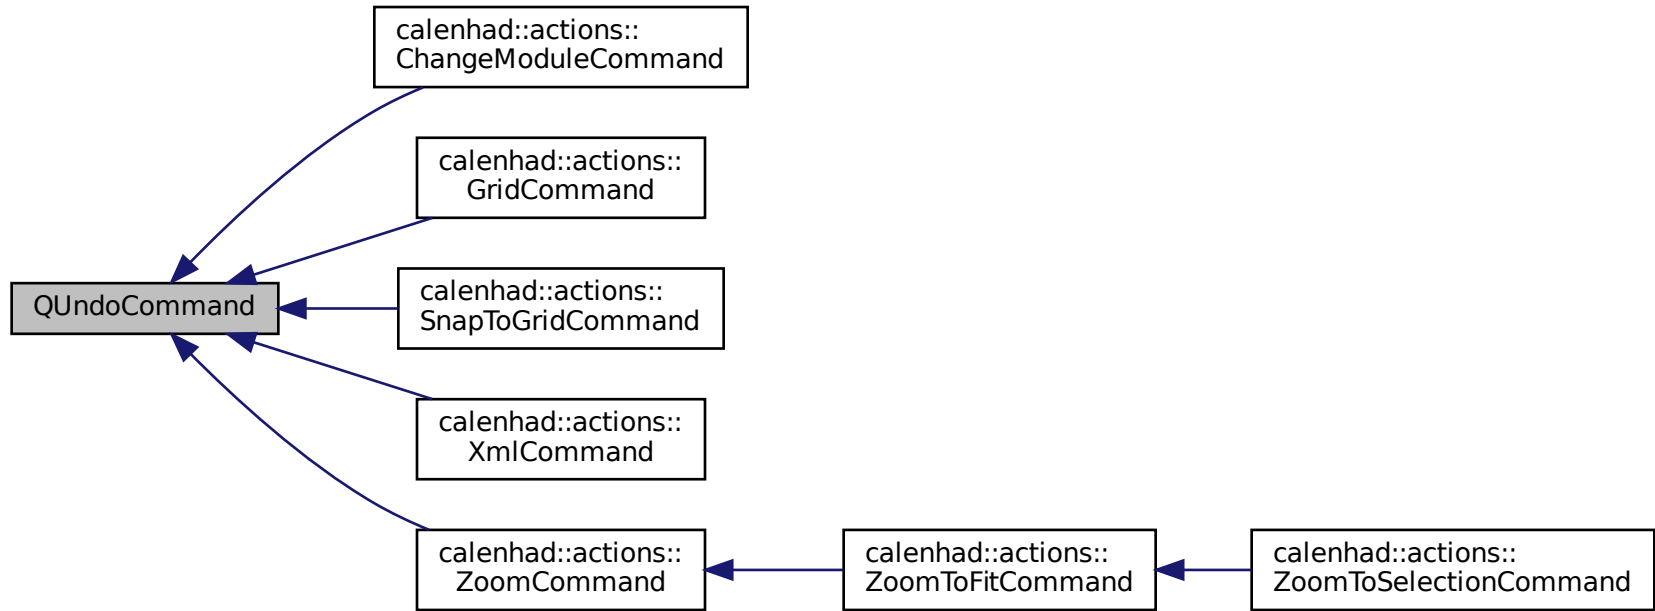 calenhad::actions::
ChangeModuleCommand
calenhad::actions::
GridCommand
QUndoCommand
calenhad::actions::
SnapToGridCommand
calenhad::actions::
XmlCommand
calenhad::actions::
ZoomCommand
calenhad::actions::
ZoomToFitCommand
calenhad::actions::
ZoomToSelectionCommand